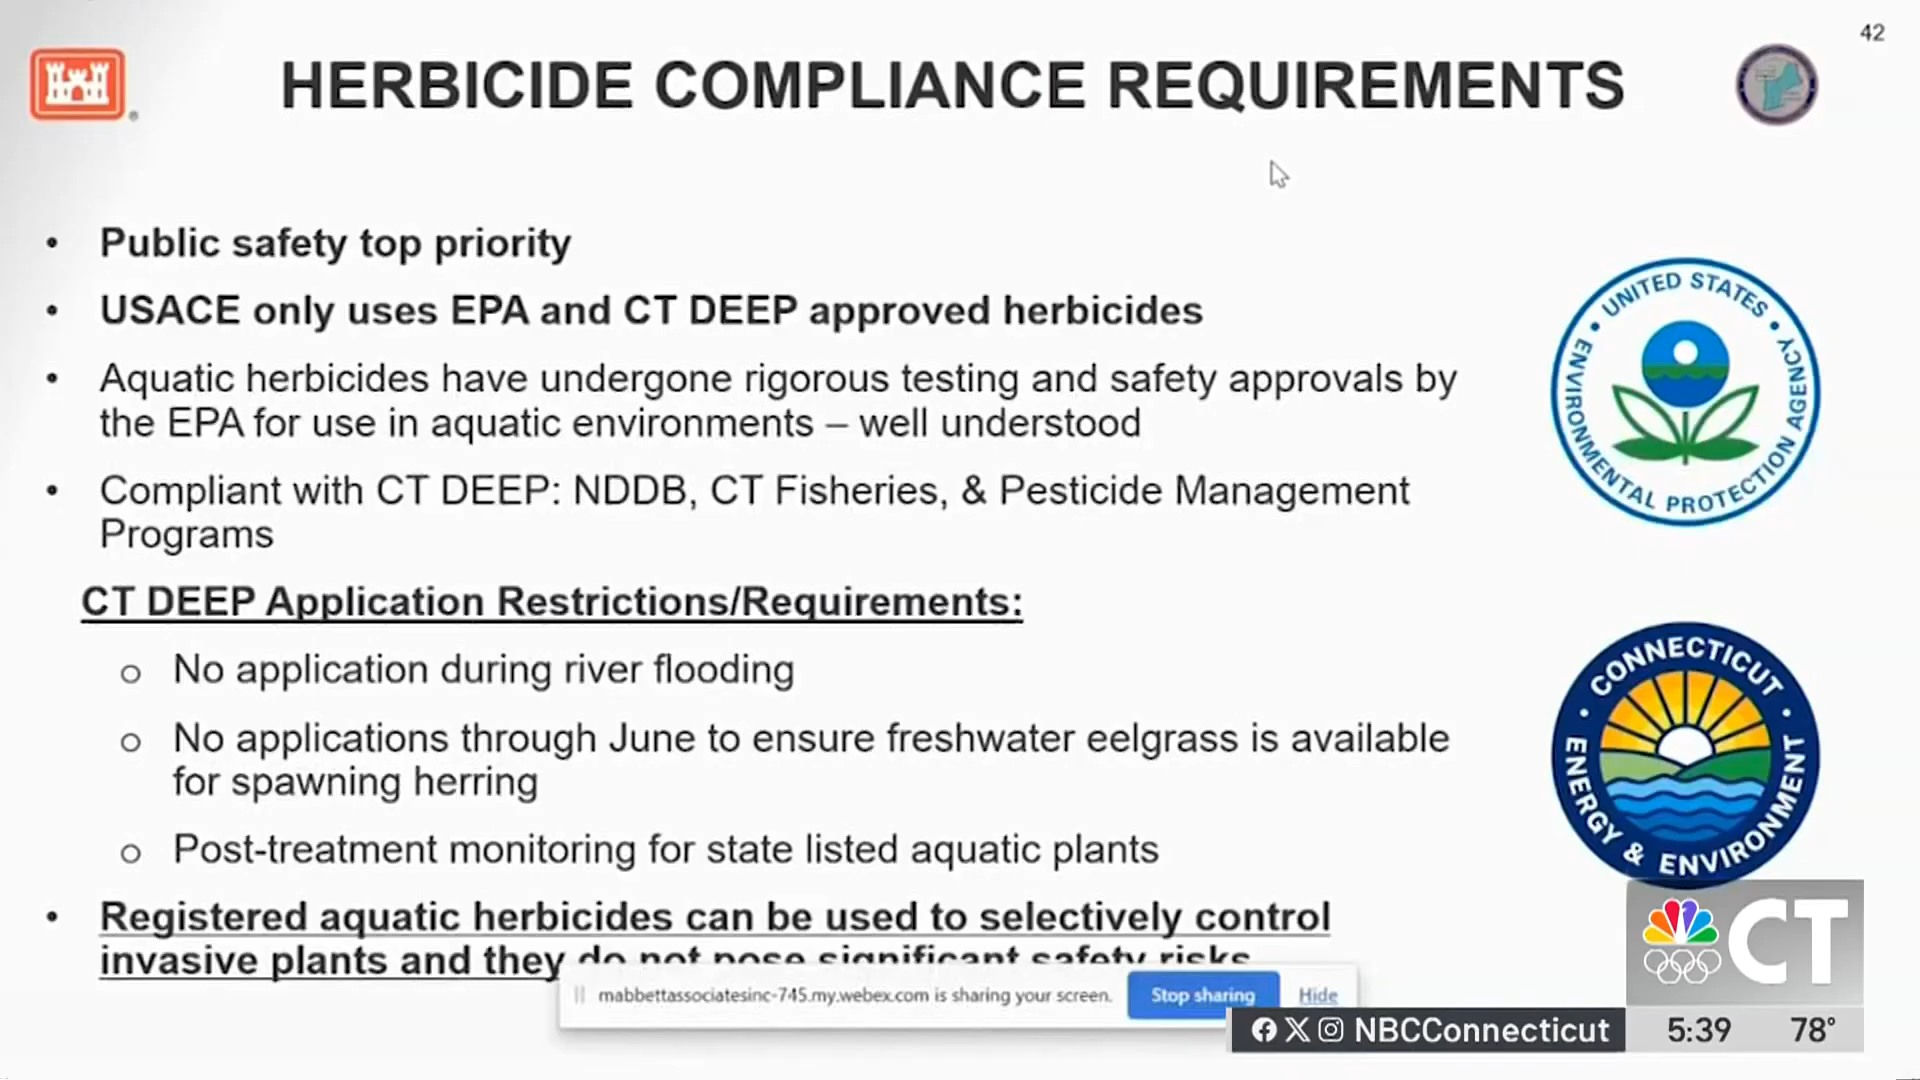 42
HERBICIDE COMPLIANCE REQUIREMENTS
• Public safety top priority
• USACE only uses EPA and CT DEEP approved herbicides
• Aquatic herbicides have undergone rigorous testing and safety approvals by
the EPA for use in aquatic environments – well understood
• Compliant with CT DEEP: NDDB, CT Fisheries, & Pesticide Management
Programs
CT DEEP Application Restrictions/Requirements:
o No application during river flooding
o No applications through June to ensure freshwater eelgrass is available
for spawning herring
o Post-treatment monitoring for state listed aquatic plants
• Registered aquatic herbicides can be used to selectively control
invasive plants and they do not pose significant safety risks
UNITED STATES
ENVIRONMENTAL PROTECTION AGENCY
CONNECTICUT
ENERGY & ENVIRONMENT
mabbettassociatesinc-745.my.webex.com is sharing your screen.
Stop sharing
Hide
CT
NBCConnecticut
5:39
78°